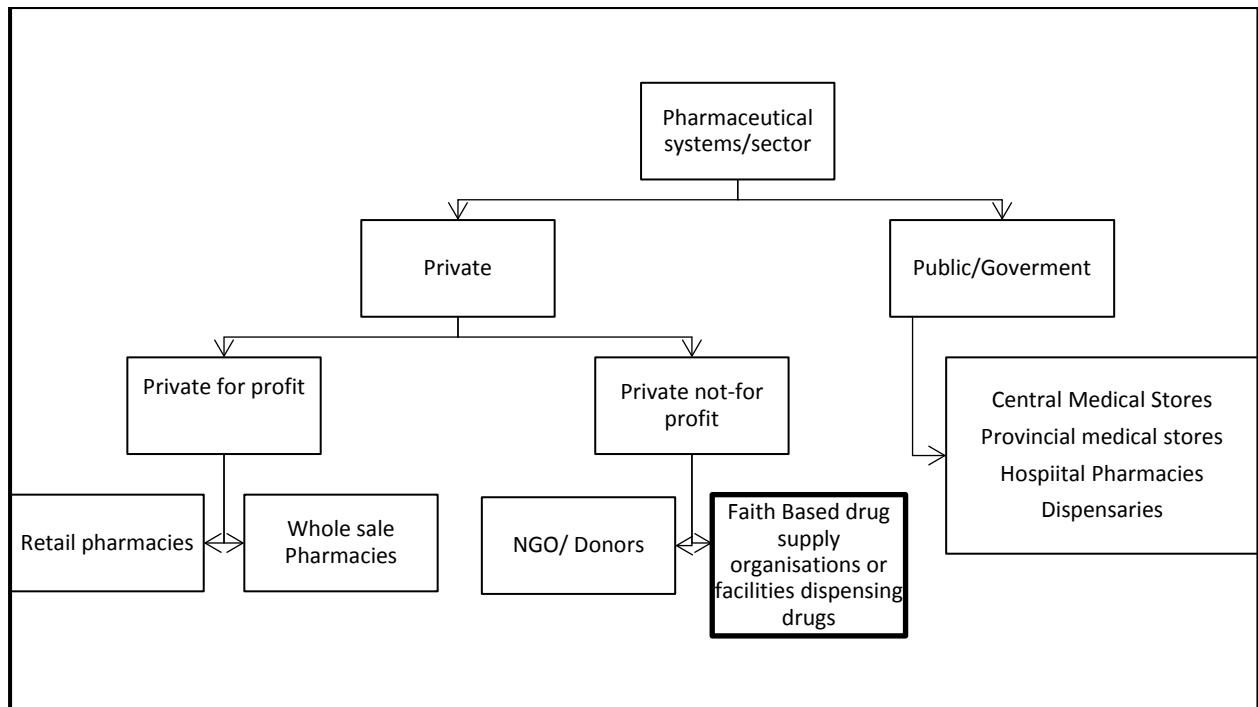 Pharmaceutical
systems/sector
Private
Public/Goverment
Private for profit
Private not-for
profit
Central Medical Stores
Provincial medical stores
Hospiital Pharmacies
Dispensaries
Retail pharmacies
Whole sale
Pharmacies
NGO/ Donors
Faith Based drug
supply
organisations or
facilities dispensing
drugs